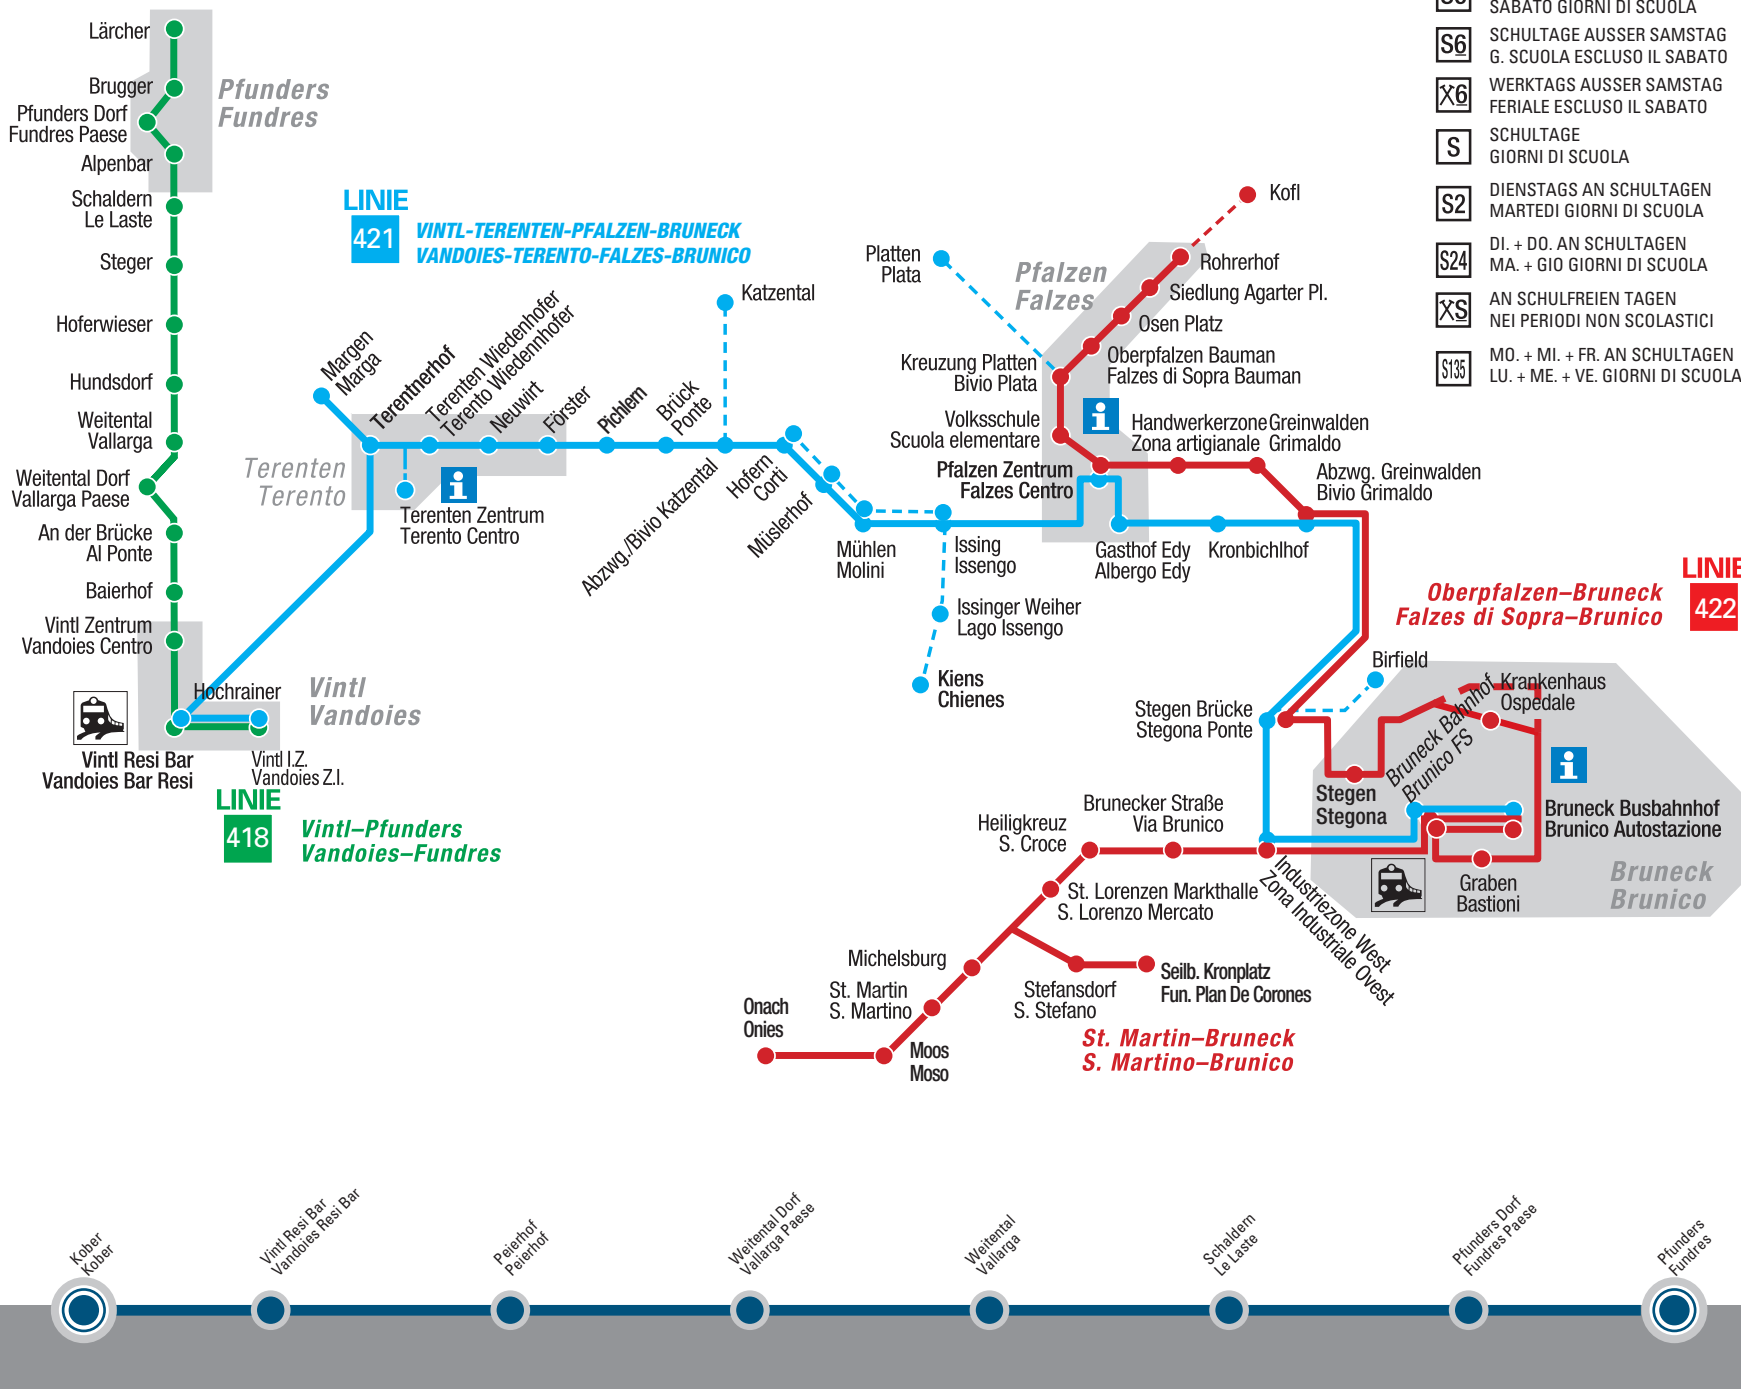 Lärcher
Brugger
Pfunders Dorf
Fundres Paese
Alpenbar
Schaldern
Le Laste
Steger
Hoferwieser
Hundsdorf
Weitental
Vallarga
Weitental Dorf
Vallarga Paese
An der Brücke
Al Ponte
Baierhof
Vintl Zentrum
Vandoies Centro
Hochrainer
Vintl Resi Bar
Vandoies Bar Resi
Vintl I.Z.
Vandoies Z.I.
Pfunders
Fundres
Vintl
Vandoies
LINIE
418
Vintl–Pfunders
Vandoies–Fundres
LINIE
421
VINTL-TERENTEN-PFALZEN-BRUNECK
VANDOIES-TERENTO-FALZES-BRUNICO
Margen
Marga
Terentnerhof
Terenten Wiedenhofer
Terento Wiedennhofer
Neuwirt
Förster
Pichlern
Brück
Ponte
Katzental
Terenten
Terento
Terenten Zentrum
Terento Centro
Abzwg./Bivio Katzental
Hofern
Corti
Müslerhof
Mühlen
Molini
Issing
Issengo
Issinger Weiher
Lago Issengo
Kiens
Chienes
Platten
Plata
Pfalzen
Falzes
Kofl
Rohrerhof
Siedlung Agarter Pl.
Osen Platz
Oberpfalzen Bauman
Falzes di Sopra Bauman
Kreuzung Platten
Bivio Plata
Volksschule
Scuola elementare
Pfalzen Zentrum
Falzes Centro
Handwerkerzone
Zona artigianale
Greinwalden
Grimaldo
Abzwg. Greinwalden
Bivio Grimaldo
Gasthof Edy
Albergo Edy
Kronbichlhof
LINIE
422
Oberpfalzen–Bruneck
Falzes di Sopra–Brunico
Birfield
Stegen Brücke
Stegona Ponte
Krankenhaus
Ospedale
Bruneck Bahnhof
Brunico FS
Stegen
Stegona
Bruneck Busbahnhof
Brunico Autostazione
Graben
Bastioni
Bruneck
Brunico
Industriezone West
Zona Industriale Ovest
Brunecker Straße
Via Brunico
Heiligkreuz
S. Croce
St. Lorenzen Markthalle
S. Lorenzo Mercato
Michelsburg
St. Martin
S. Martino
Stefansdorf
S. Stefano
Seilb. Kronplatz
Fun. Plan De Corones
Onach
Onies
Moos
Moso
St. Martin–Bruneck
S. Martino–Brunico
SABATO GIORNI DI SCUOLA
S6
SCHULTAGE AUSSER SAMSTAG
G. SCUOLA ESCLUSO IL SABATO
6
WERKTAGS AUSSER SAMSTAG
FERIALE ESCLUSO IL SABATO
S
SCHULTAGE
GIORNI DI SCUOLA
S2
DIENSTAGS AN SCHULTAGEN
MARTEDI GIORNI DI SCUOLA
S24
DI. + DO. AN SCHULTAGEN
MA. + GIO GIORNI DI SCUOLA
S
AN SCHULFREIEN TAGEN
NEI PERIODI NON SCOLASTICI
S135
MO. + MI. + FR. AN SCHULTAGEN
LU. + ME. + VE. GIORNI DI SCUOLA
Kober
Kober
Vintl Resi Bar
Vandoies Resi Bar
Peierhof
Peierhof
Weitental Dorf
Vallarga Paese
Weitental
Vallarga
Schaldern
Le Laste
Pfunders Dorf
Fundres Paese
Pfunders
Fundres